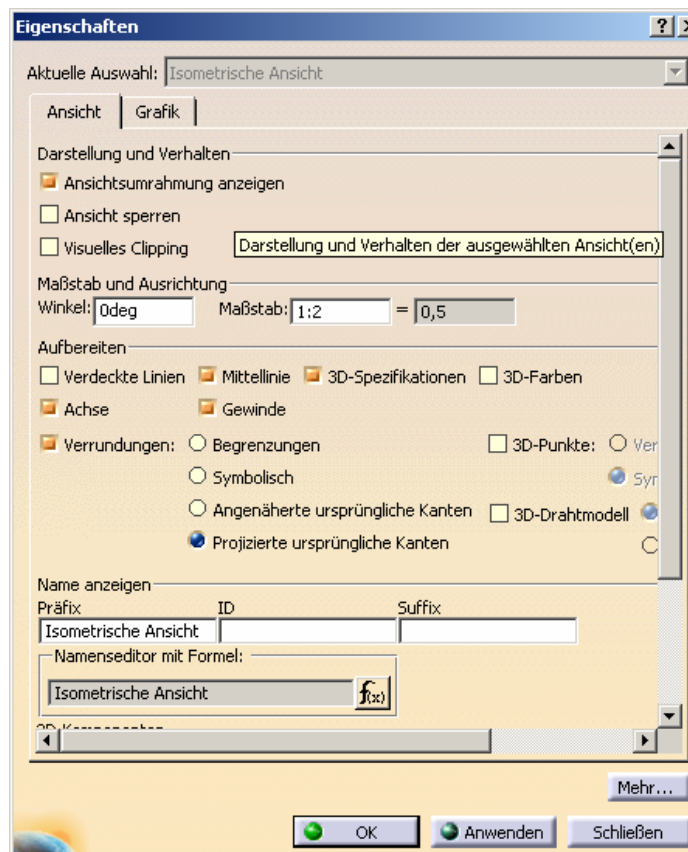 Eigenschaften
Aktuelle Auswahl: Isometrische Ansicht
Ansicht Grafik
Darstellung und Verhalten
Ansichtsumrahmung anzeigen
Ansicht sperren
Visuelles Clipping Darstellung und Verhalten der ausgewählten Ansicht(en)
Maßstab und Ausrichtung
Winkel: 0deg Maßstab: 1:2 = 0,5
Aufbereiten
Verdeckte Linien Mittellinie 3D-Spezifikationen 3D-Farben
Achse Gewinde
Verrundungen: Begrenzungen 3D-Punkte: Ver
Symbolisch Syr
Angenäherte ursprüngliche Kanten 3D-Drahtmodell
Projizierte ursprüngliche Kanten
Name anzeigen
Präfix ID Suffix
Isometrische Ansicht
Namenseditor mit Formel:
Isometrische Ansicht f(x)
Mehr...
OK Anwenden Schließen